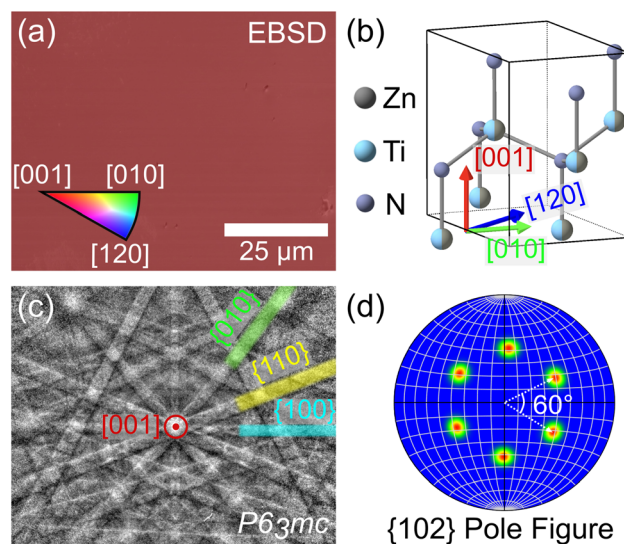 (a)
EBSD
[001]
[010]
[120]
25 μm
(b)
Zn
Ti
N
[001]
[120]
[010]
(c)
{010}
{110}
{100}
[001]
P6₃mc
(d)
60°
{102} Pole Figure